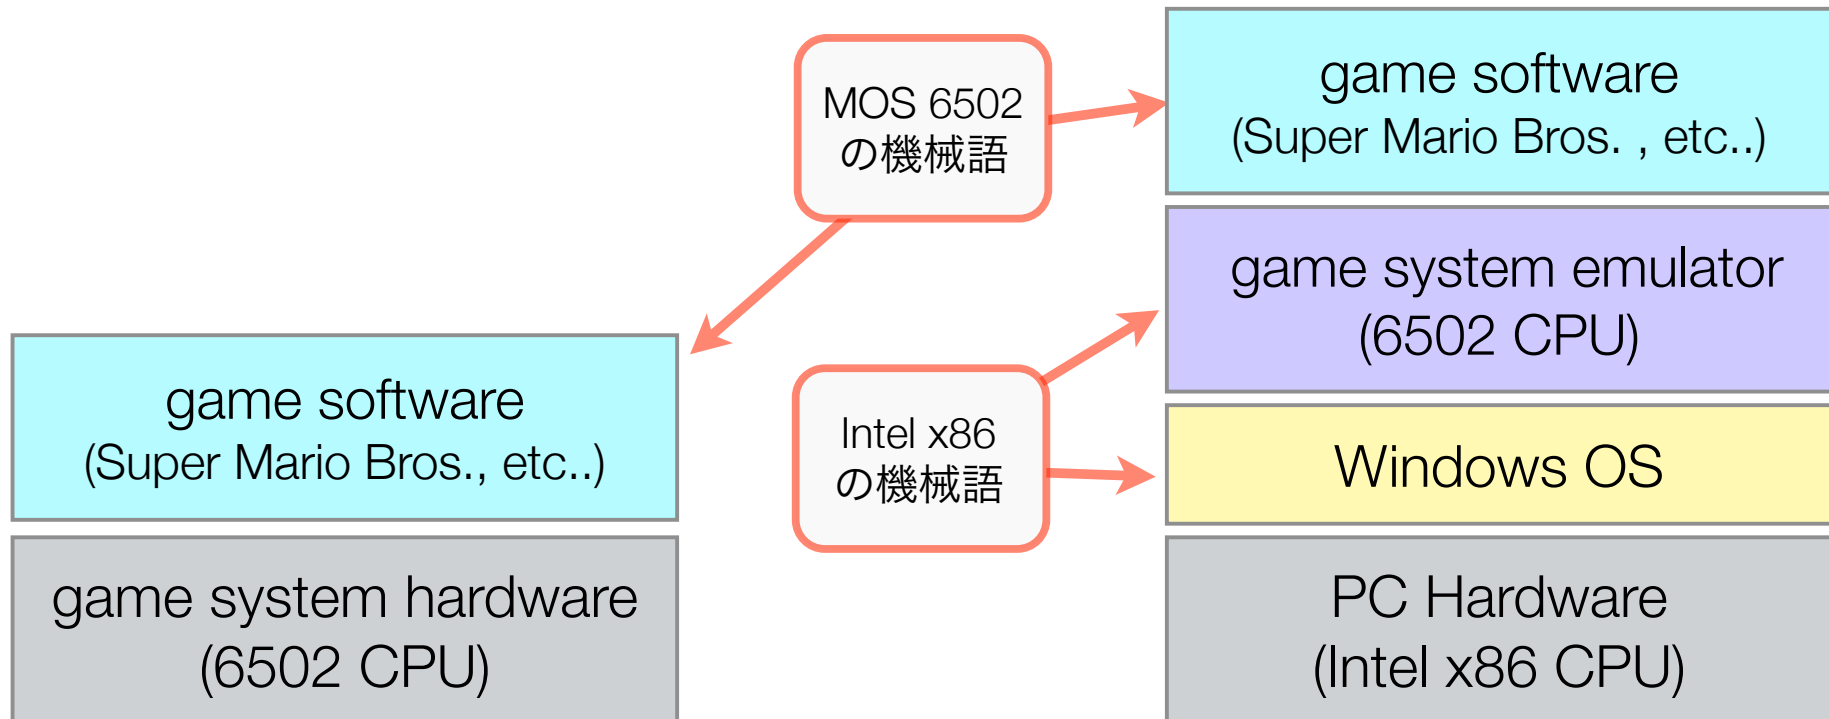 MOS 6502
の機械語
game software
(Super Mario Bros. , etc..)
game system emulator
(6502 CPU)
game software
(Super Mario Bros., etc..)
Intel x86
の機械語
Windows OS
game system hardware
(6502 CPU)
PC Hardware
(Intel x86 CPU)